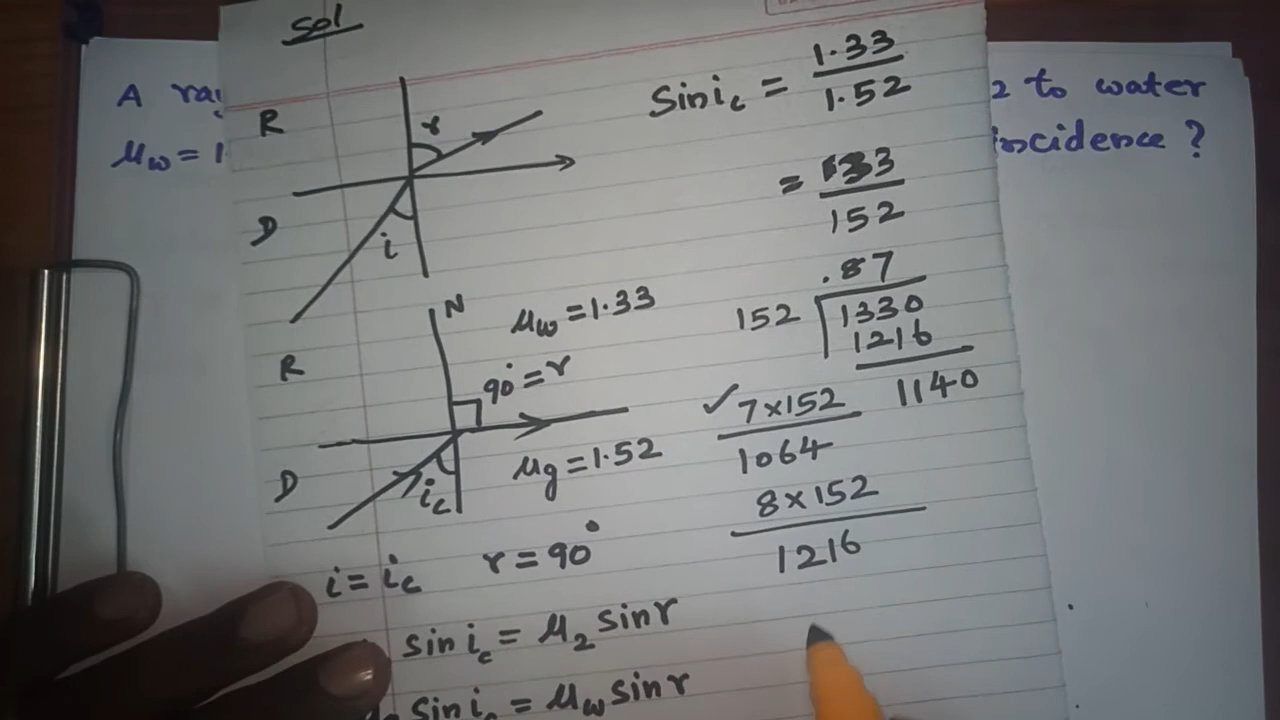 Sol
A ray
2 to water
μw = 1.
incidence ?
R
r
D
i
N
μw = 1.33
R
90° = r
D
ic
μg = 1.52
i = ic r = 90°
sin ic = μ2 sin r
sin ic = μw sin r
Sin ic = 1.33 / 1.52
= 133 / 152
.87
152 1330
1216
1140
✓ 7×152
1064
8×152
1216